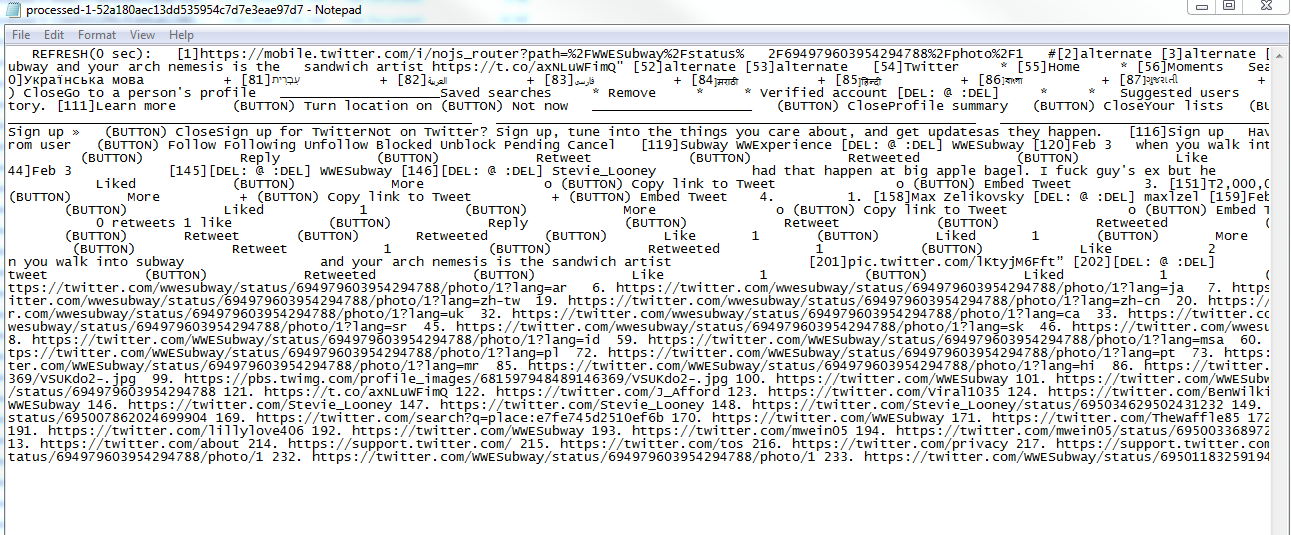 processed-1-52a180aec13dd535954c7d7e3eae97d7 - Notepad
File Edit Format View Help
REFRESH(0 sec): [1]https://mobile.twitter.com/i/nojs_router?path=%2FWWESubway%2Fstatus% 2F694979603954294788%2Fphoto%2F1 #[2]alternate [3]alternate [
ubway and your arch nemesis is the sandwich artist https://t.co/axNLuWFimQ" [52]alternate [53]alternate [54]Twitter * [55]Home * [56]Moments Sea
0]Українська мова + [81]עִבְרִית + [82]العربية + [83]فارسی + [84]मराठी + [85]हिन्दी + [86]বাংলা + [87]ગુજરાતી +
) CloseGo to a person's profile ____________________Saved searches * Remove * * Verified account [DEL: @ :DEL] * * Suggested users
tory. [111]Learn more (BUTTON) Turn location on (BUTTON) Not now ____________________ (BUTTON) CloseProfile summary (BUTTON) CloseYour lists (BU
Sign up » (BUTTON) CloseSign up for TwitterNot on Twitter? Sign up, tune into the things you care about, and get updatesas they happen. [116]Sign up Hav
rom user (BUTTON) Follow Following Unfollow Blocked Unblock Pending Cancel [119]Subway WWExperience [DEL: @ :DEL] WWESubway [120]Feb 3 when you walk int
(BUTTON) Reply (BUTTON) Retweet (BUTTON) Retweeted (BUTTON) Like
44]Feb 3 [145][DEL: @ :DEL] WWESubway [146][DEL: @ :DEL] Stevie_Looney had that happen at big apple bagel. I fuck guy's ex but he
Liked (BUTTON) More o (BUTTON) Copy link to Tweet o (BUTTON) Embed Tweet 3. [151]T2,000,0
(BUTTON) More + (BUTTON) Copy link to Tweet + (BUTTON) Embed Tweet 4. 1. [158]Max Zelikovsky [DEL: @ :DEL] maxlzel [159]Feb
(BUTTON) Liked 1 (BUTTON) More o (BUTTON) Copy link to Tweet o (BUTTON) Embed T
0 retweets 1 like (BUTTON) Reply (BUTTON) Retweet (BUTTON)
(BUTTON) Retweet (BUTTON) Retweeted (BUTTON) Like 1 (BUTTON) Liked 1 (BUTTON) More
(BUTTON) Retweet 1 (BUTTON) Retweeted 1 (BUTTON) Like 2
n you walk into subway and your arch nemesis is the sandwich artist [201]pic.twitter.com/lKtyjM6Fft" [202][DEL: @ :DEL]
tweet (BUTTON) Retweeted (BUTTON) Like 1 (BUTTON) Liked 1 (
ttps://twitter.com/wwesubway/status/694979603954294788/photo/1?lang=ar 6. https://twitter.com/wwesubway/status/694979603954294788/photo/1?lang=ja 7. https
itter.com/wwesubway/status/694979603954294788/photo/1?lang=zh-tw 19. https://twitter.com/wwesubway/status/694979603954294788/photo/1?lang=zh-cn 20. https:/
r.com/wwesubway/status/694979603954294788/photo/1?lang=uk 32. https://twitter.com/wwesubway/status/694979603954294788/photo/1?lang=ca 33. https://twitter.co
wesubway/status/694979603954294788/photo/1?lang=sr 45. https://twitter.com/wwesubway/status/694979603954294788/photo/1?lang=sk 46. https://twitter.com/wwesu
8. https://twitter.com/WWESubway/status/694979603954294788/photo/1?lang=id 59. https://twitter.com/WWESubway/status/694979603954294788/photo/1?lang=msa 60.
tps://twitter.com/WWESubway/status/694979603954294788/photo/1?lang=pl 72. https://twitter.com/WWESubway/status/694979603954294788/photo/1?lang=pt 73. https
ter.com/WWESubway/status/694979603954294788/photo/1?lang=mr 85. https://twitter.com/WWESubway/status/694979603954294788/photo/1?lang=hi 86. https://tw
369/VSUKdo2-.jpg 99. https://pbs.twimg.com/profile_images/681597948489146369/VSUKdo2-.jpg 100. https://twitter.com/WWESubway 101. https://twitter.com/WWESub
/status/694979603954294788 121. https://t.co/axNLuWFimQ 122. https://twitter.com/J_Afford 123. https://twitter.com/Viral1035 124. https://twitter.com/BenWilki
WWESubway 146. https://twitter.com/Stevie_Looney 147. https://twitter.com/Stevie_Looney 148. https://twitter.com/Stevie_Looney/status/695034629502431232 149.
status/695007862024699904 169. https://twitter.com/search?q=place:e7fe745d2510ef6b 170. https://twitter.com/WWESubway 171. https://twitter.com/TheWaffle85 172
191. https://twitter.com/lillylove406 192. https://twitter.com/WWESubway 193. https://twitter.com/mwein05 194. https://twitter.com/mwein05/status/69500336897​2
13. https://twitter.com/about 214. https://support.twitter.com/ 215. https://twitter.com/tos 216. https://twitter.com/privacy 217. https://support.twitter.com
tatus/694979603954294788/photo/1 232. https://twitter.com/WWESubway/status/694979603954294788/photo/1 233. https://twitter.com/WWESubway/status/69501183259194